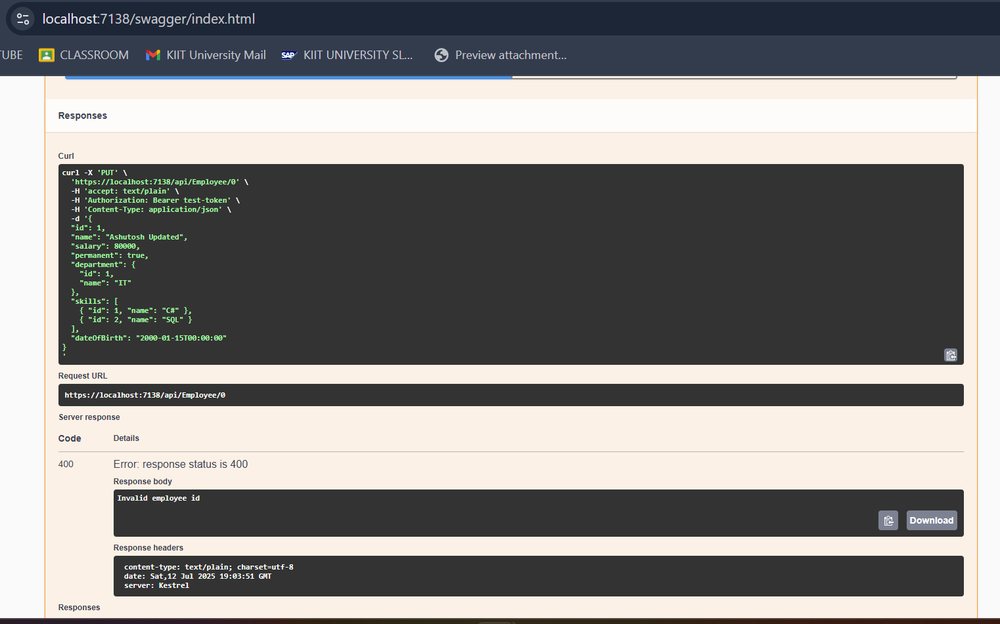 localhost:7138/swagger/index.html
TUBE CLASSROOM KIIT University Mail SAP KIIT UNIVERSITY SL... Preview attachment...
Responses
Curl
curl -X 'PUT' \
  'https://localhost:7138/api/Employee/0' \
  -H 'accept: text/plain' \
  -H 'Authorization: Bearer test-token' \
  -H 'Content-Type: application/json' \
  -d '{
  "id": 1,
  "name": "Ashutosh Updated",
  "salary": 80000,
  "permanent": true,
  "department": {
    "id": 1,
    "name": "IT"
  },
  "skills": [
    { "id": 1, "name": "C#" },
    { "id": 2, "name": "SQL" }
  ],
  "dateOfBirth": "2000-01-15T00:00:00"
}
'
Request URL
https://localhost:7138/api/Employee/0
Server response
Code Details
400 Error: response status is 400
Response body
Invalid employee id
Download
Response headers
content-type: text/plain; charset=utf-8
date: Sat,12 Jul 2025 19:03:51 GMT
server: Kestrel
Responses